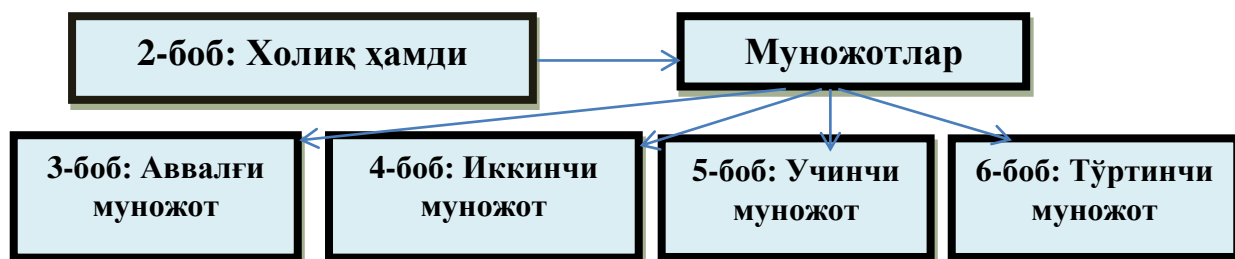 2-боб: Холиқ ҳамди
Муножотлар
3-боб: Аввалғи
муножот
4-боб: Иккинчи
муножот
5-боб: Учинчи
муножот
6-боб: Тўртинчи
муножот